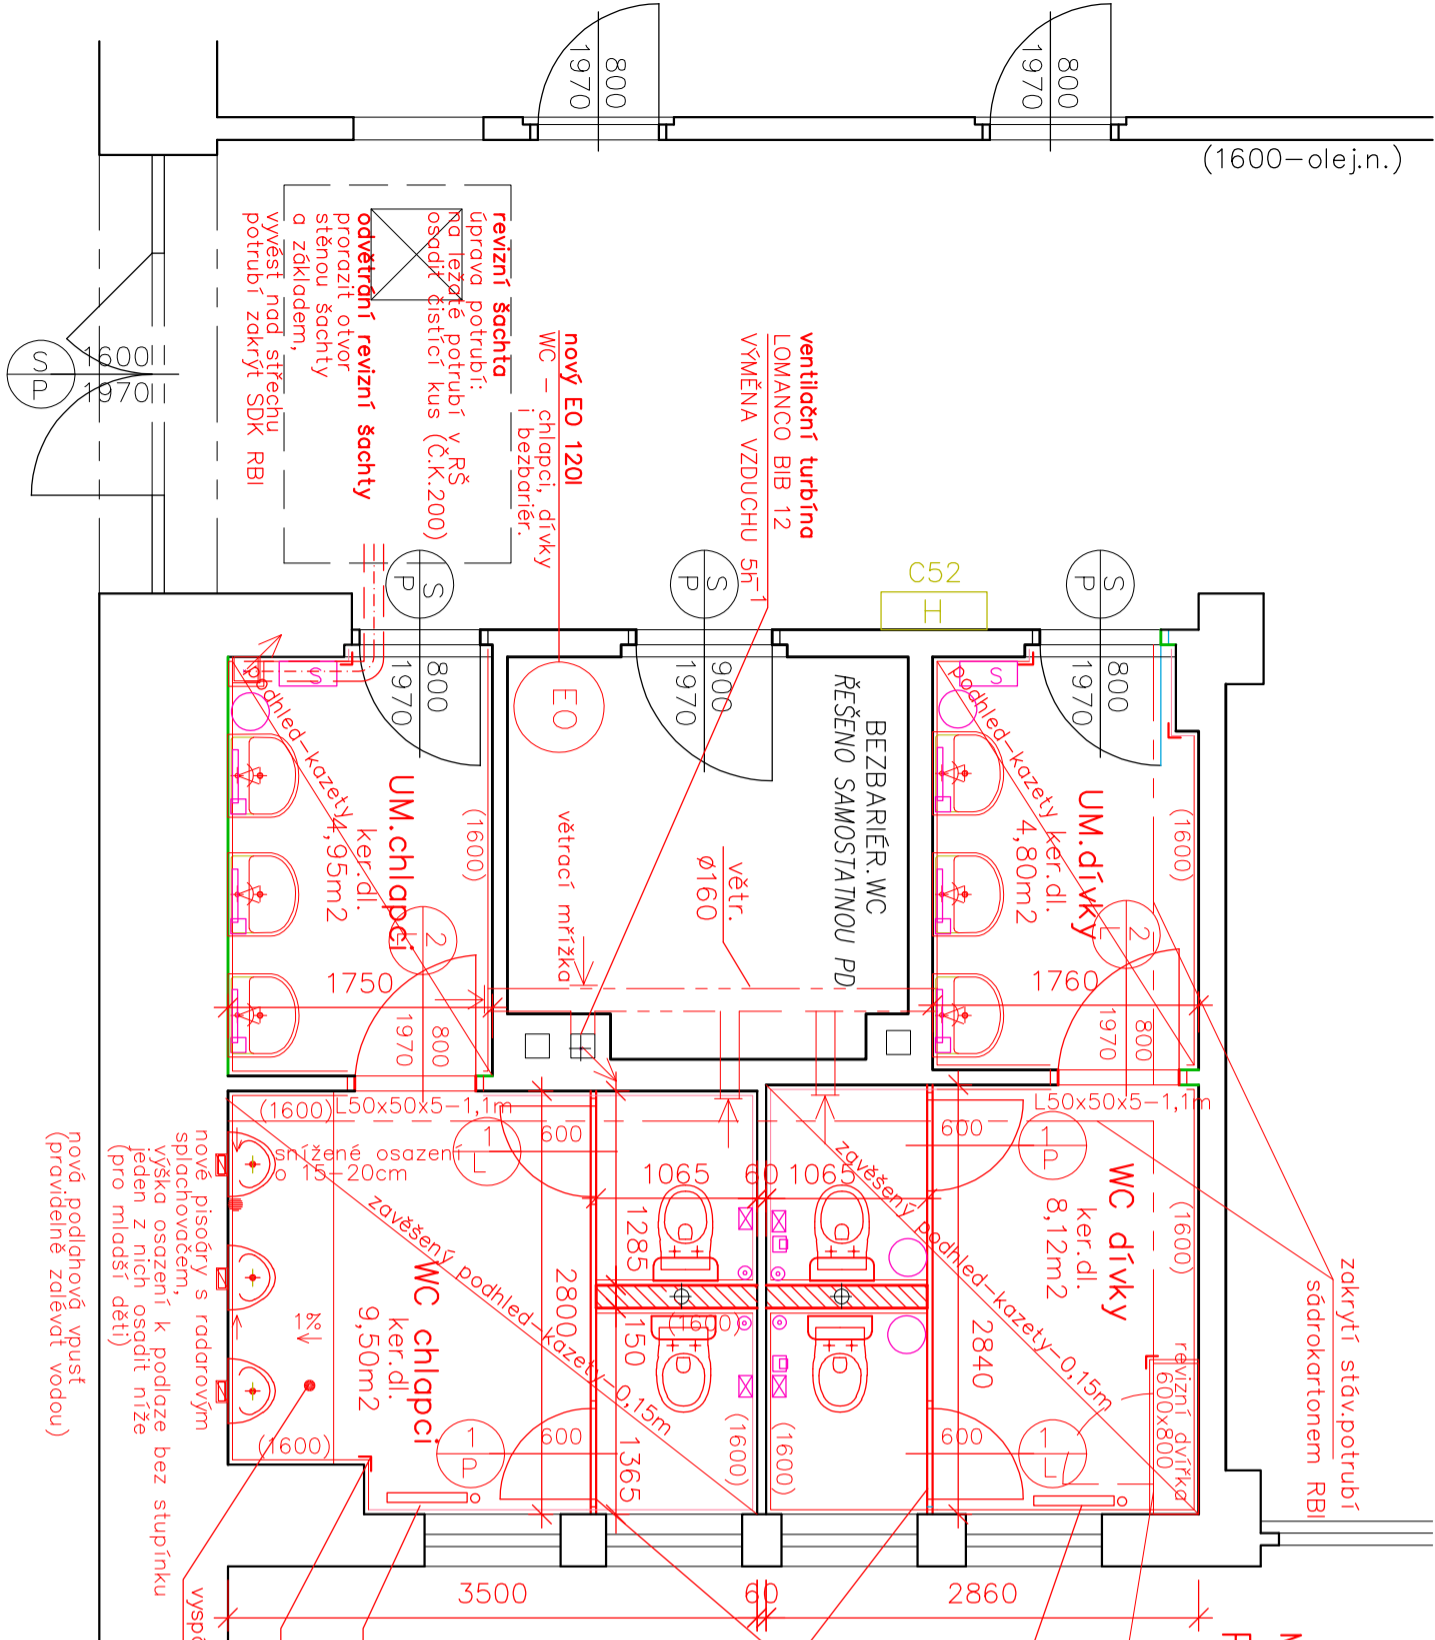 800
1970
800
1970
(1600-olej.n.)
revizní šachta
úprava potrubí:
na ležaté potrubí v RŠ
osadit čistící kus (Č.K.200)
odvětrání revizní šachty
prorazit otvor
stěnou šachty
a základem,
vyvést nad střechu
potrubí zakrýt SDK RBI
S
P
1600
1970
nový EO 120l
WC - chlapci, dívky
i bezbariér.
ventilační turbína
LOMANCO BIB 12
VÝMĚNA VZDUCHU 5h-1
C52
H
S
P
800
1970
S
P
900
1970
S
P
800
1970
S
EO
S
BEZBARIÉR.WC
ŘEŠENO SAMOSTATNOU PD
podhled-kazety
UM.chlapci
ker.dl.
4,95m2
(1600)
podhled-kazety
UM.dívky
ker.dl.
4,80m2
(1600)
větrací mřížka
větr.
ø160
2
L
800
1970
2
L
800
1970
1750
1760
L50x50x5-1,1m
L50x50x5-1,1m
(1600)
snížené osazení
o 15-20cm
1
L
600
1065
60
1065
600
1
P
1285
2800
150
1365
2840
zavěšený podhled-kazety-0,15m
WC chlapci
ker.dl.
9,50m2
zavěšený podhled-kazety-0,15m
WC dívky
ker.dl.
8,12m2
(1600)
(1600)
1%
(1600)
1
P
600
(1600)
(1600)
600
1
L
revizní dvířka
600x800
zakrytí stáv.potrubí
sádrokartonem RBI
nové pisoáry s radarovým
splachovačem,
výška osazení k podlaze bez stupínku
jeden z nich osadit níže
(pro mladší děti)
nová podlahová vpusť
(pravidelně zalévat vodou)
3500
60
2860